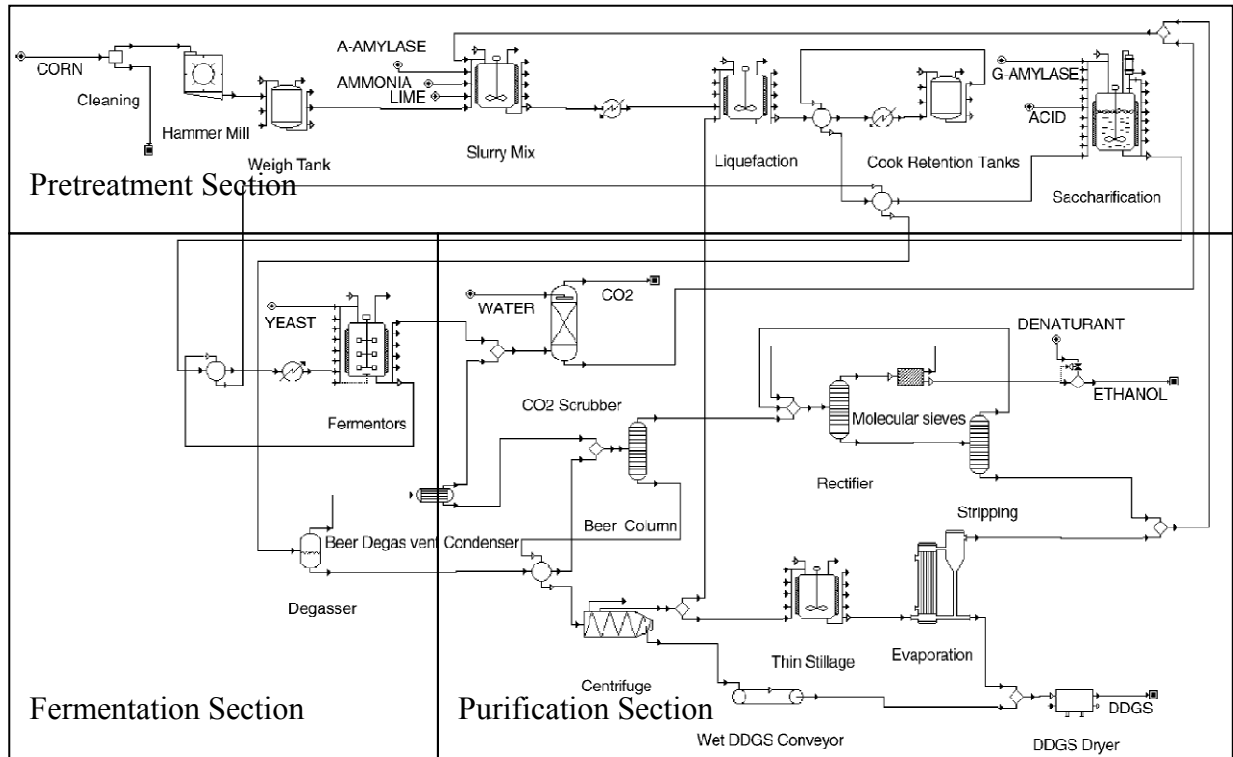 CORN
Cleaning
Hammer Mill
Weigh Tank
A-AMYLASE
AMMONIA
LIME
Slurry Mix
Liquefaction
Cook Retention Tanks
G-AMYLASE
ACID
Saccharification
Pretreatment Section
YEAST
Fermentors
WATER
CO2
CO2 Scrubber
DENATURANT
ETHANOL
Molecular sieves
Rectifier
Stripping
Beer Column
Beer Degas vent Condenser
Degasser
Thin Stillage
Evaporation
Centrifuge
Wet DDGS Conveyor
DDGS
DDGS Dryer
Fermentation Section
Purification Section